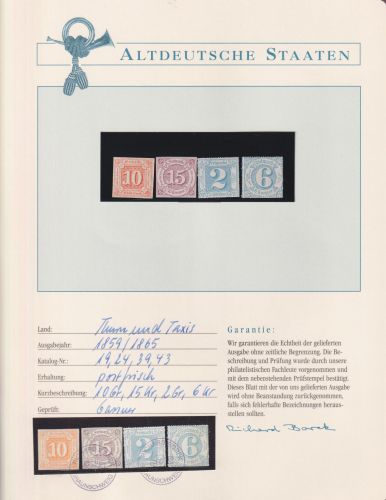 ALTDEUTSCHE STAATEN
10 15 2 6
Land: Thurn und Taxis
Ausgabejahr: 1859/1865
Katalog-Nr.: 19, 24, 39, 43
Erhaltung: postfrisch
Kurzbeschreibung: 10 Gr, 15 Kr, 2 Gr, 6 Kr
Geprüft:
Garantie:
Wir garantieren die Echtheit der gelieferten
Ausgabe ohne zeitliche Begrenzung. Die Be-
schreibung und Prüfung wurde durch unsere
philatelistischen Fachleute vorgenommen und
mit dem nebenstehenden Prüfstempel bestätigt.
Dieses Blatt mit der von uns gelieferten Ausgabe
wird ohne Beanstandung zurückgenommen,
falls sich fehlerhafte Bezeichnungen heraus-
stellen sollten.
Richard Borek
10 15 2 6
BRAUNSCHWEIG